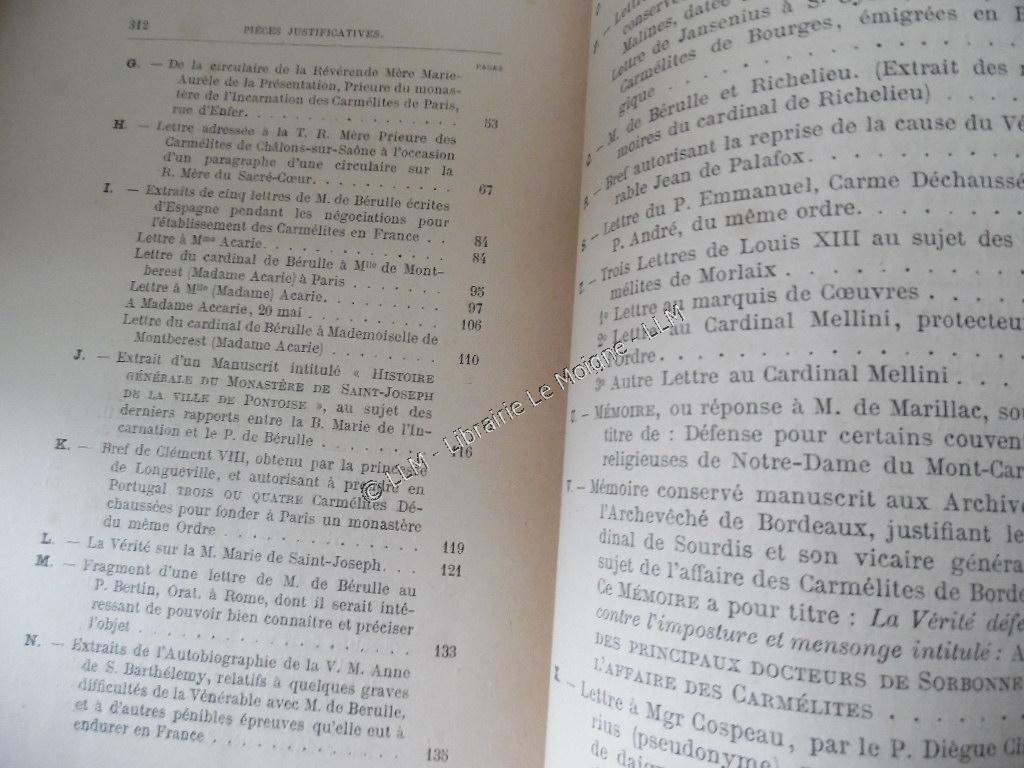 312
PIÈCES JUSTIFICATIVES.
PAGES
G. — De la circulaire de la Révérende Mère Marie-
Aurèle de la Présentation, Prieure du monas-
tère de l'Incarnation des Carmélites de Paris,
rue d'Enfer. . . . . . . . . . . . . . . . 53
H. — Lettre adressée à la T. R. Mère Prieure des
Carmélites de Châlons-sur-Saône à l'occasion
d'un paragraphe d'une circulaire sur la
R. Mère du Sacré-Cœur. . . . . . . . . . . 67
I. — Extraits de cinq lettres de M. de Bérulle écrites
d'Espagne pendant les négociations pour
l'établissement des Carmélites en France . . 84
Lettre à Mme Acarie. . . . . . . . . . . . . 84
Lettre du cardinal de Bérulle à Mlle de Mont-
berest (Madame Acarie) à Paris . . . . . . . 95
Lettre à Mlle (Madame) Acarie. . . . . . . . 97
A Madame Accarie, 20 mai . . . . . . . . . . 106
Lettre du cardinal de Bérulle à Mademoiselle de
Montberest (Madame Acarie) . . . . . . . . 110
J. — Extrait d'un Manuscrit intitulé « HISTOIRE
GÉNÉRALE DU MONASTÈRE DE SAINT-JOSEPH
DE LA VILLE DE PONTOISE », au sujet des
derniers rapports entre la B. Marie de l'In-
carnation et le P. de Bérulle . . . . . . . . 116
K. — Bref de Clément VIII, obtenu par la princesse
de Longueville, et autorisant à prendre en
Portugal TROIS OU QUATRE Carmélites Dé-
chaussées pour fonder à Paris un monastère
du même Ordre . . . . . . . . . . . . . . . 119
L. — La Vérité sur la M. Marie de Saint-Joseph. . . 121
M. — Fragment d'une lettre de M. de Bérulle au
P. Bertin, Orat. à Rome, dont il serait inté-
ressant de pouvoir bien connaître et préciser
l'objet . . . . . . . . . . . . . . . . . . 133
N. — Extraits de l'Autobiographie de la V. M. Anne
de S. Barthélemy, relatifs à quelques graves
difficultés de la Vénérable avec M. de Berulle,
et à d'autres pénibles épreuves qu'elle eut à
endurer en France . . . . . . . . . . . . . 135
Malines, datée
Lettre de Jansenius à S.
Carmélites de Bourges, émigrées en
gique . . . . . . . .
M. de Bérulle et Richelieu. (Extrait des
moires du cardinal de Richelieu) . . . .
Bref autorisant la reprise de la cause du Vé
rable Jean de Palafox. . . . . . . . .
S — Lettre du P. Emmanuel, Carme Déchaussé
P. André, du même ordre. . . . . . .
— Trois Lettres de Louis XIII au sujet des
mélites de Morlaix . . . . . . . . .
1o Lettre au marquis de Cœuvres . . . .
2o Lettre au Cardinal Mellini, protecteu
l'ordre. . . . . . . . . . . . . .
3o Autre Lettre au Cardinal Mellini . . .
— MÉMOIRE, ou réponse à M. de Marillac, sou
titre de : Défense pour certains couven
religieuses de Notre-Dame du Mont-Car
— Mémoire conservé manuscrit aux Archive
l'Archevêché de Bordeaux, justifiant le
dinal de Sourdis et son vicaire généra
sujet de l'affaire des Carmélites de Borde
Ce MÉMOIRE a pour titre : La Vérité défe
contre l'imposture et mensonge intitulé : A
DES PRINCIPAUX DOCTEURS DE SORBONNE
L'AFFAIRE DES CARMÉLITES . . . . . .
— Lettre à Mgr Cospeau, par le P. Diègue
rius (pseudonyme)
© LLM - Librairie Le Moigne - LLM